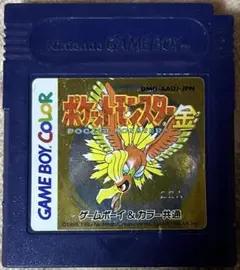 Nintendo GAME BOY
DMG-AAUJ-JPN
GAME BOY COLOR
ポケットモンスター金
POCKET MONSTERS
ゲームボーイ&カラー共通